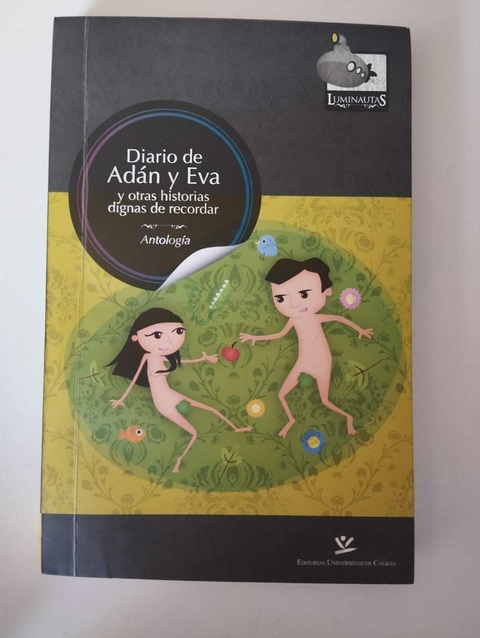 LUMINAUTAS
Diario de
Adán y Eva
y otras historias
dignas de recordar
Antología
EDITORIAL UNIVERSIDAD DE CALDAS